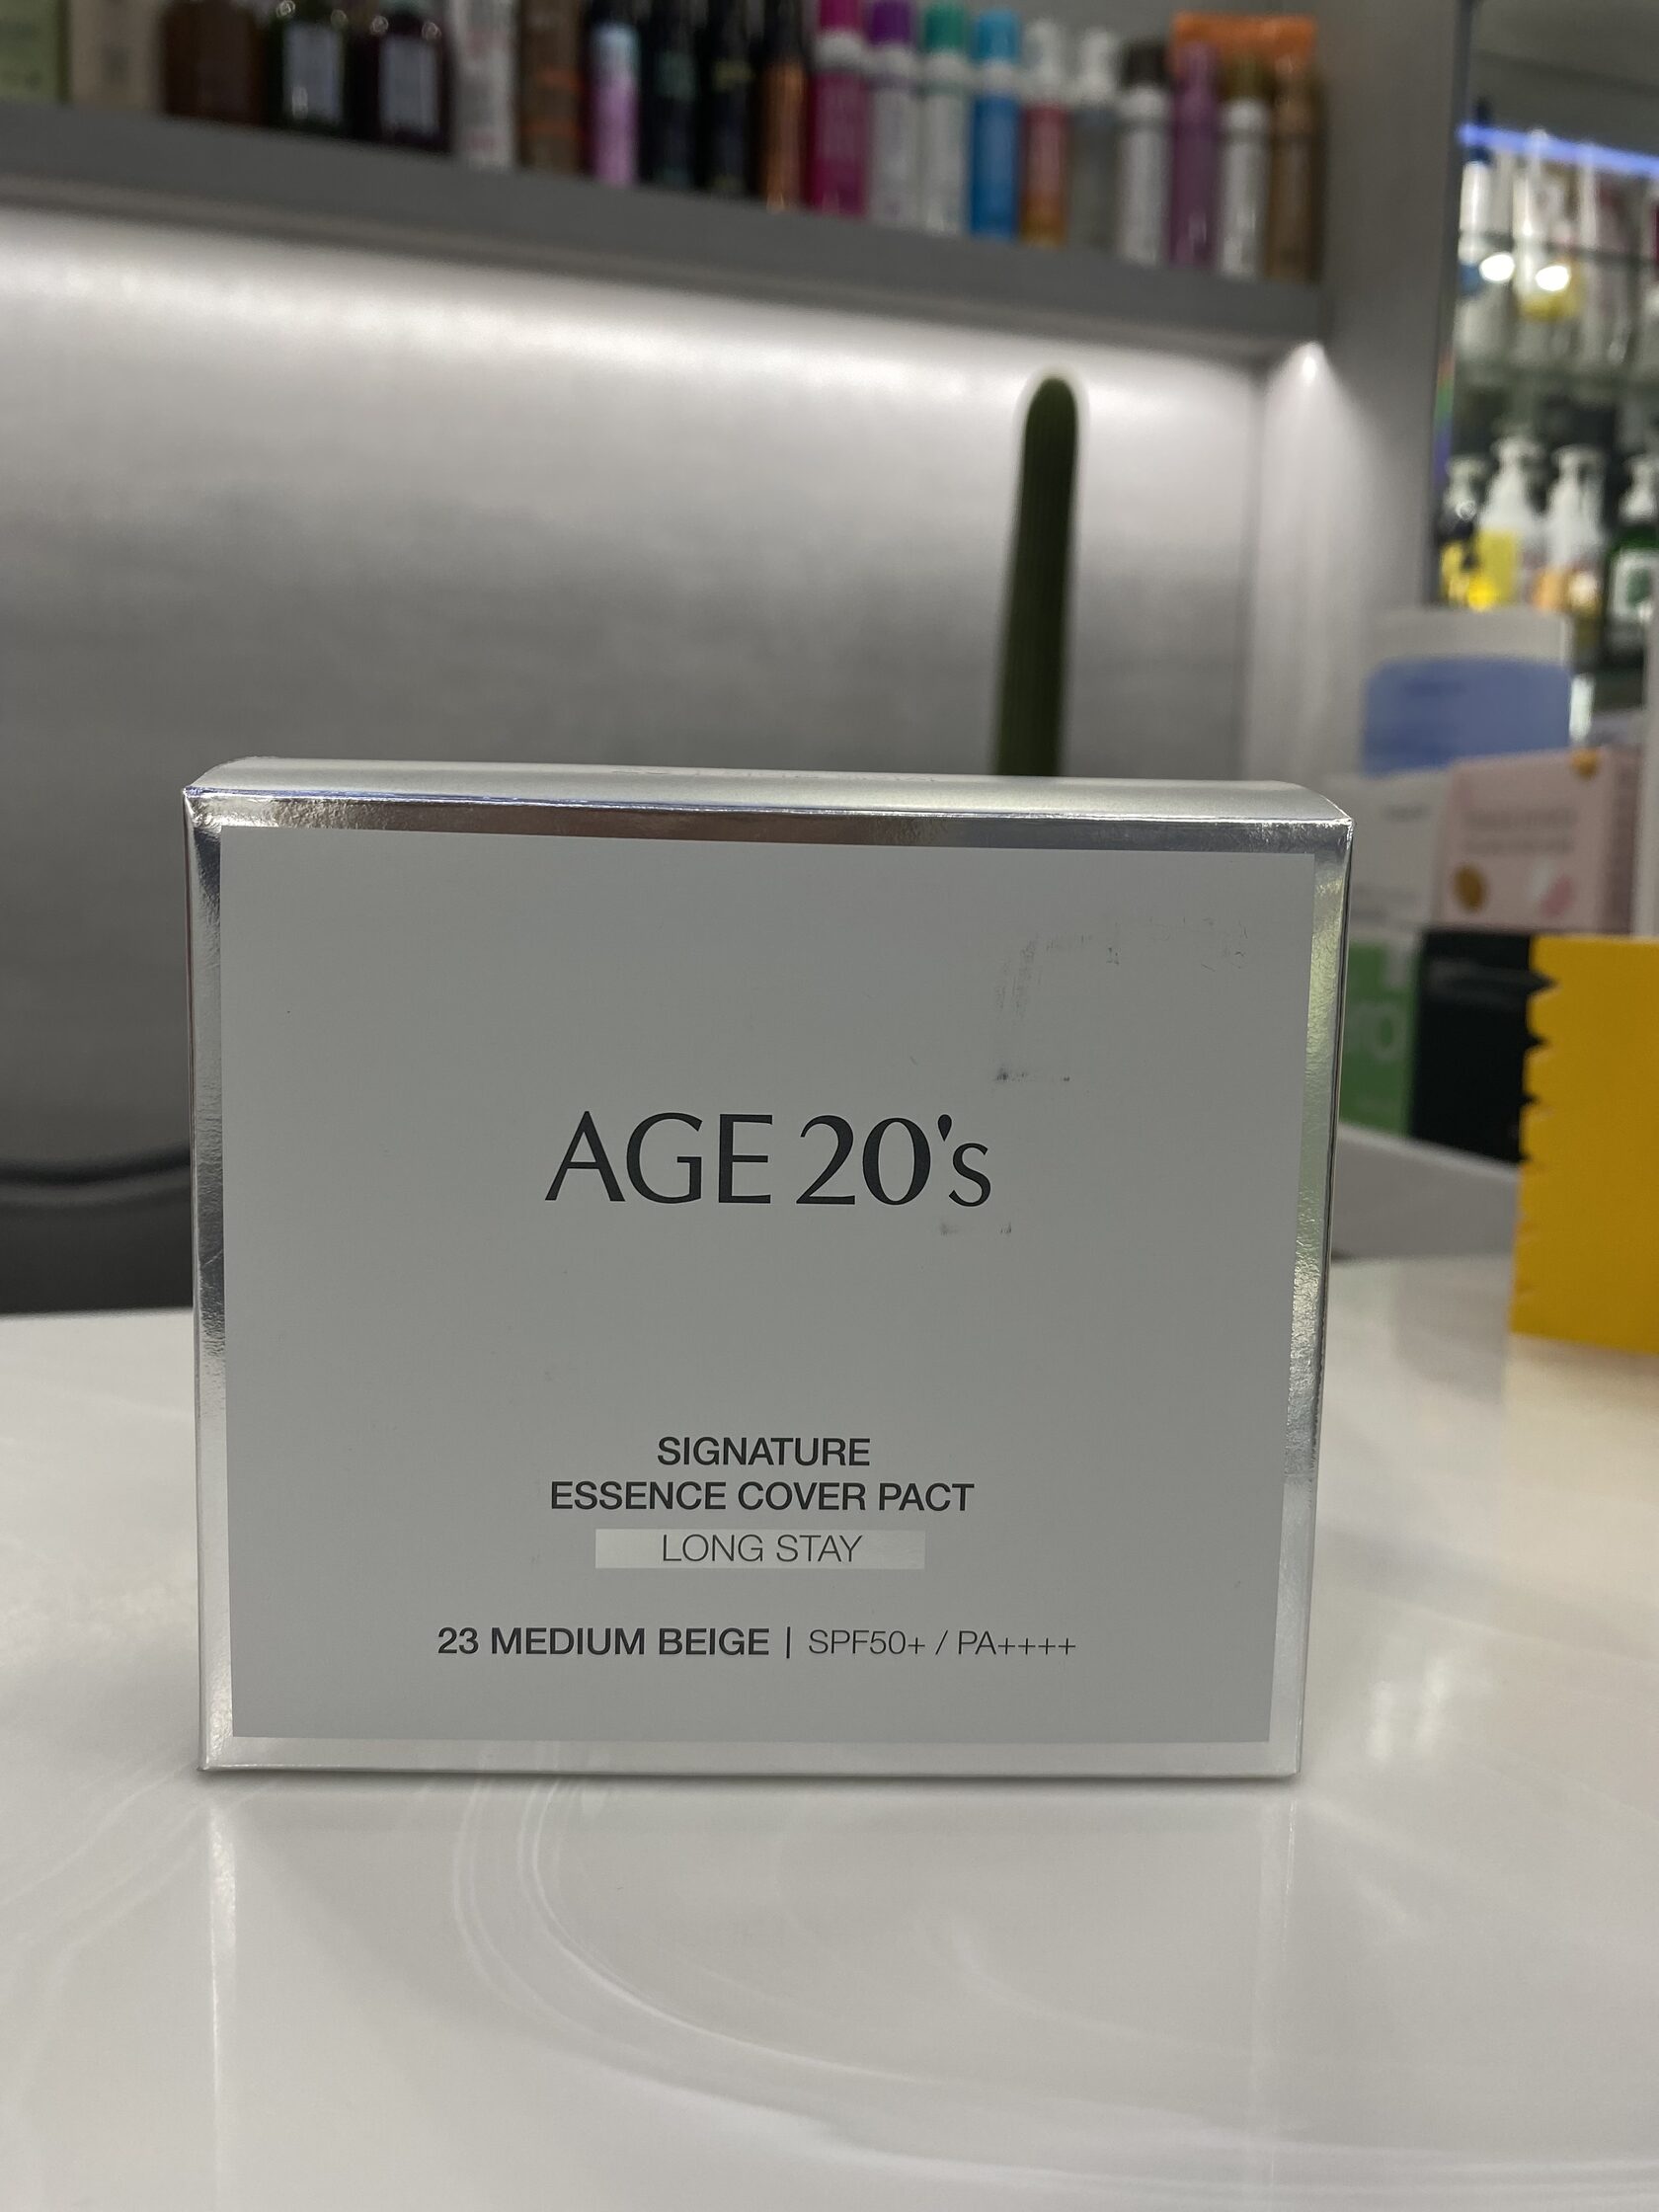 AGE 20's
SIGNATURE
ESSENCE COVER PACT
LONG STAY
23 MEDIUM BEIGE | SPF50+ / PA++++